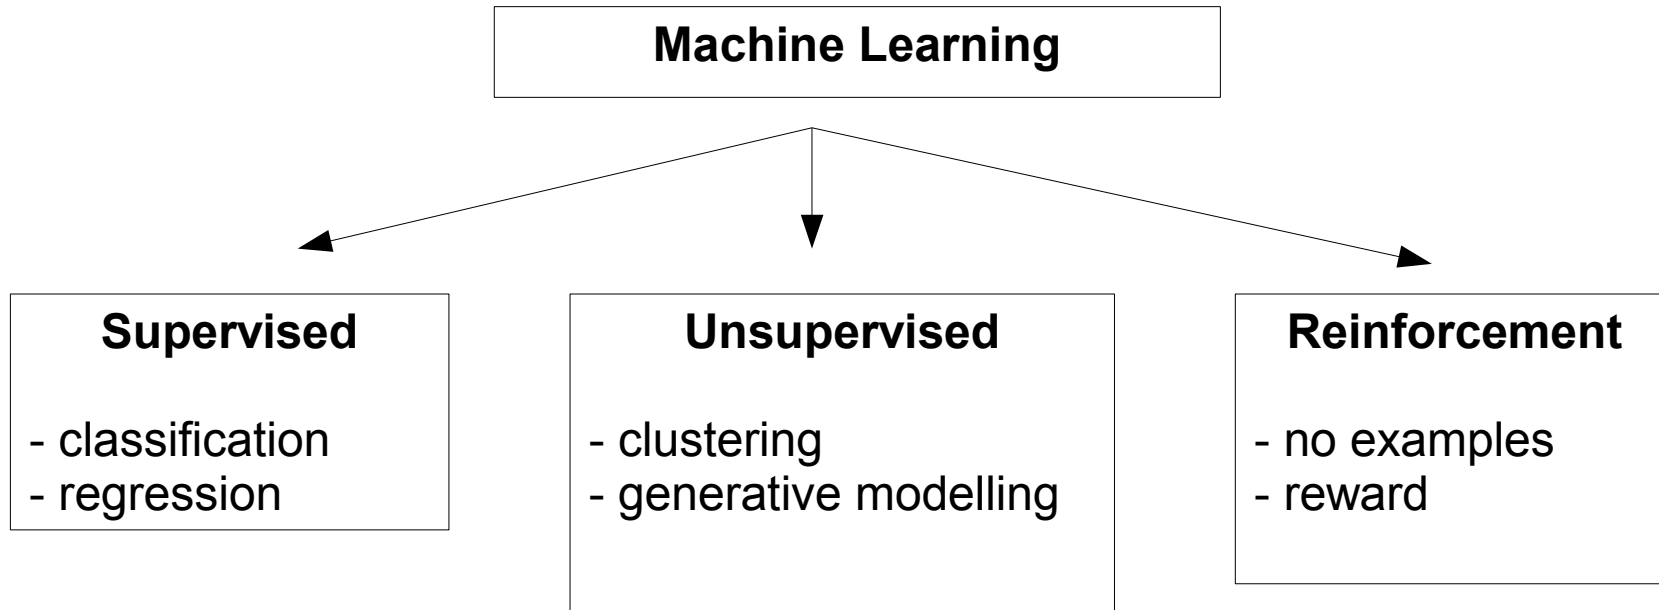 Machine Learning
Supervised
- classification
- regression
Unsupervised
- clustering
- generative modelling
Reinforcement
- no examples
- reward